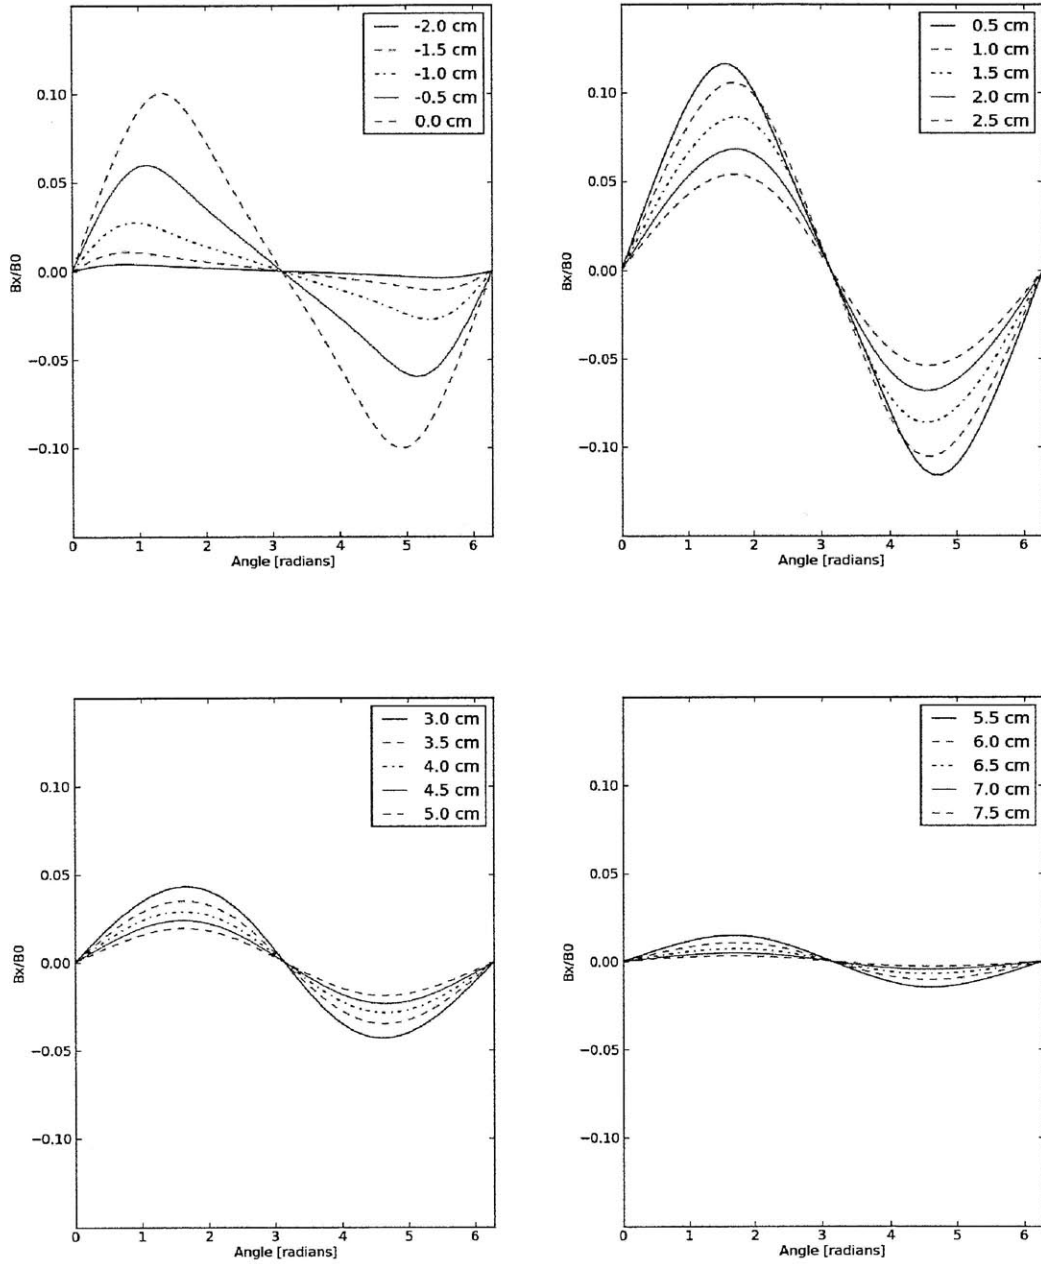 -2.0 cm
-1.5 cm
-1.0 cm
-0.5 cm
0.0 cm
0.10
0.05
0.00
−0.05
−0.10
Bx/B0
0 1 2 3 4 5 6
Angle [radians]
0.5 cm
1.0 cm
1.5 cm
2.0 cm
2.5 cm
0.10
0.05
0.00
−0.05
−0.10
Bx/B0
0 1 2 3 4 5 6
Angle [radians]
3.0 cm
3.5 cm
4.0 cm
4.5 cm
5.0 cm
0.10
0.05
0.00
−0.05
−0.10
Bx/B0
0 1 2 3 4 5 6
Angle [radians]
5.5 cm
6.0 cm
6.5 cm
7.0 cm
7.5 cm
0.10
0.05
0.00
−0.05
−0.10
Bx/B0
0 1 2 3 4 5 6
Angle [radians]